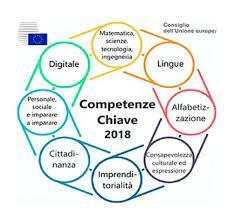 Consiglio
dell'Unione europea
Matematica,
scienze,
tecnologia,
ingegneria
Digitale
Lingue
Personale,
sociale e
imparare
a imparare
Competenze
Chiave
2018
Alfabetiz-
zazione
Cittadi-
nanza
Consapevolezza
culturale ed
espressione
Imprendi-
torialità